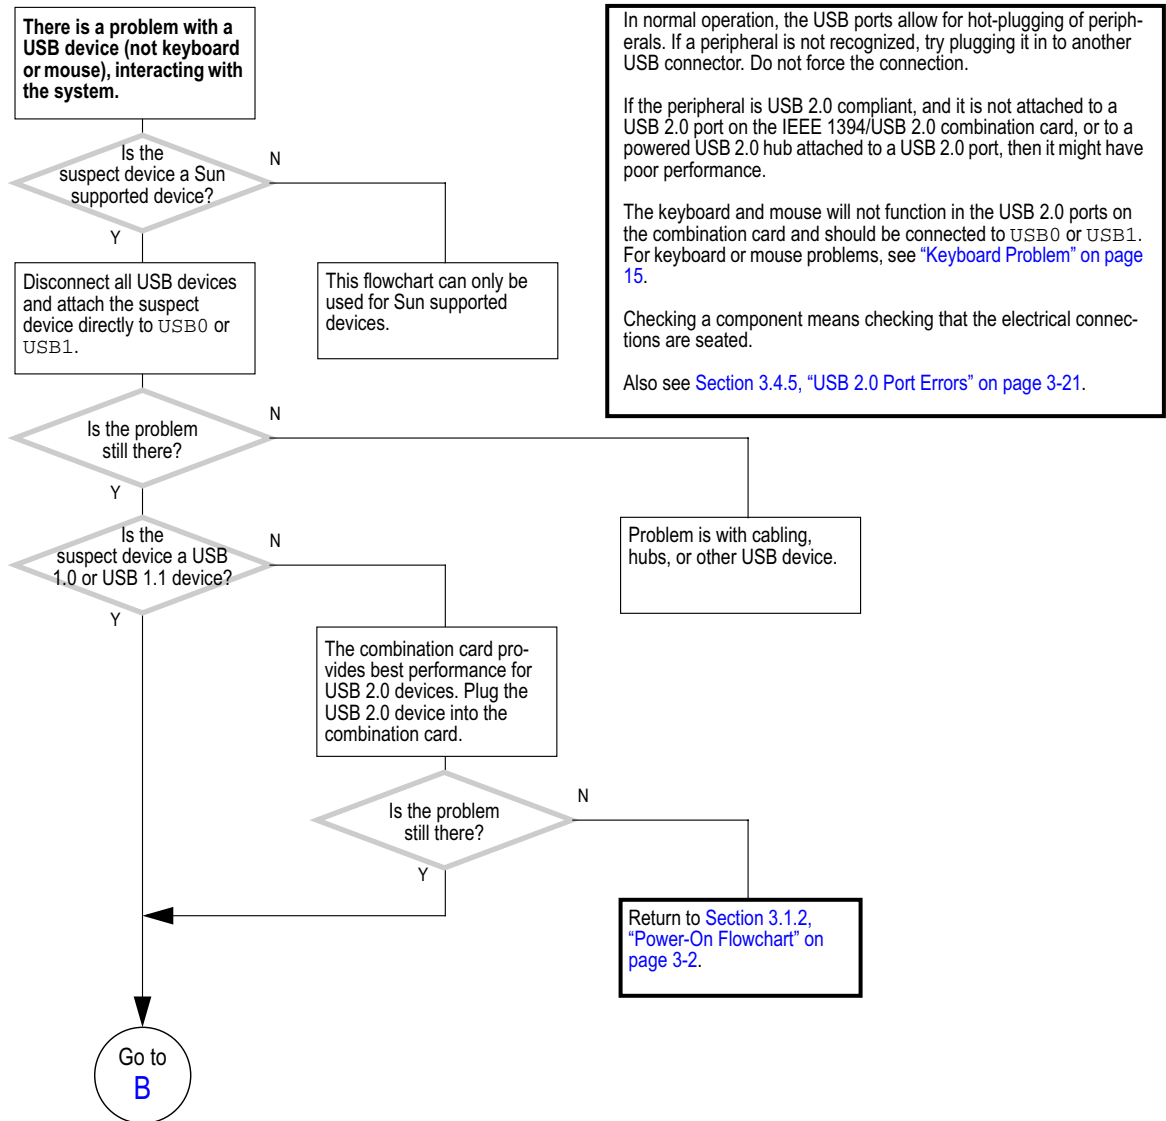 There is a problem with a
USB device (not keyboard
or mouse), interacting with
the system.
In normal operation, the USB ports allow for hot-plugging of periph-
erals. If a peripheral is not recognized, try plugging it in to another
USB connector. Do not force the connection.
If the peripheral is USB 2.0 compliant, and it is not attached to a
USB 2.0 port on the IEEE 1394/USB 2.0 combination card, or to a
powered USB 2.0 hub attached to a USB 2.0 port, then it might have
poor performance.
The keyboard and mouse will not function in the USB 2.0 ports on
the combination card and should be connected to USB0 or USB1.
For keyboard or mouse problems, see “Keyboard Problem” on page
15.
Checking a component means checking that the electrical connec-
tions are seated.
Also see Section 3.4.5, “USB 2.0 Port Errors” on page 3-21.
Is the
suspect device a Sun
supported device?
N
Y
Disconnect all USB devices
and attach the suspect
device directly to USB0 or
USB1.
This flowchart can only be
used for Sun supported
devices.
Is the problem
still there?
N
Y
Is the
suspect device a USB
1.0 or USB 1.1 device?
N
Y
Problem is with cabling,
hubs, or other USB device.
The combination card pro-
vides best performance for
USB 2.0 devices. Plug the
USB 2.0 device into the
combination card.
Is the problem
still there?
N
Y
Return to Section 3.1.2,
“Power-On Flowchart” on
page 3-2.
Go to
B